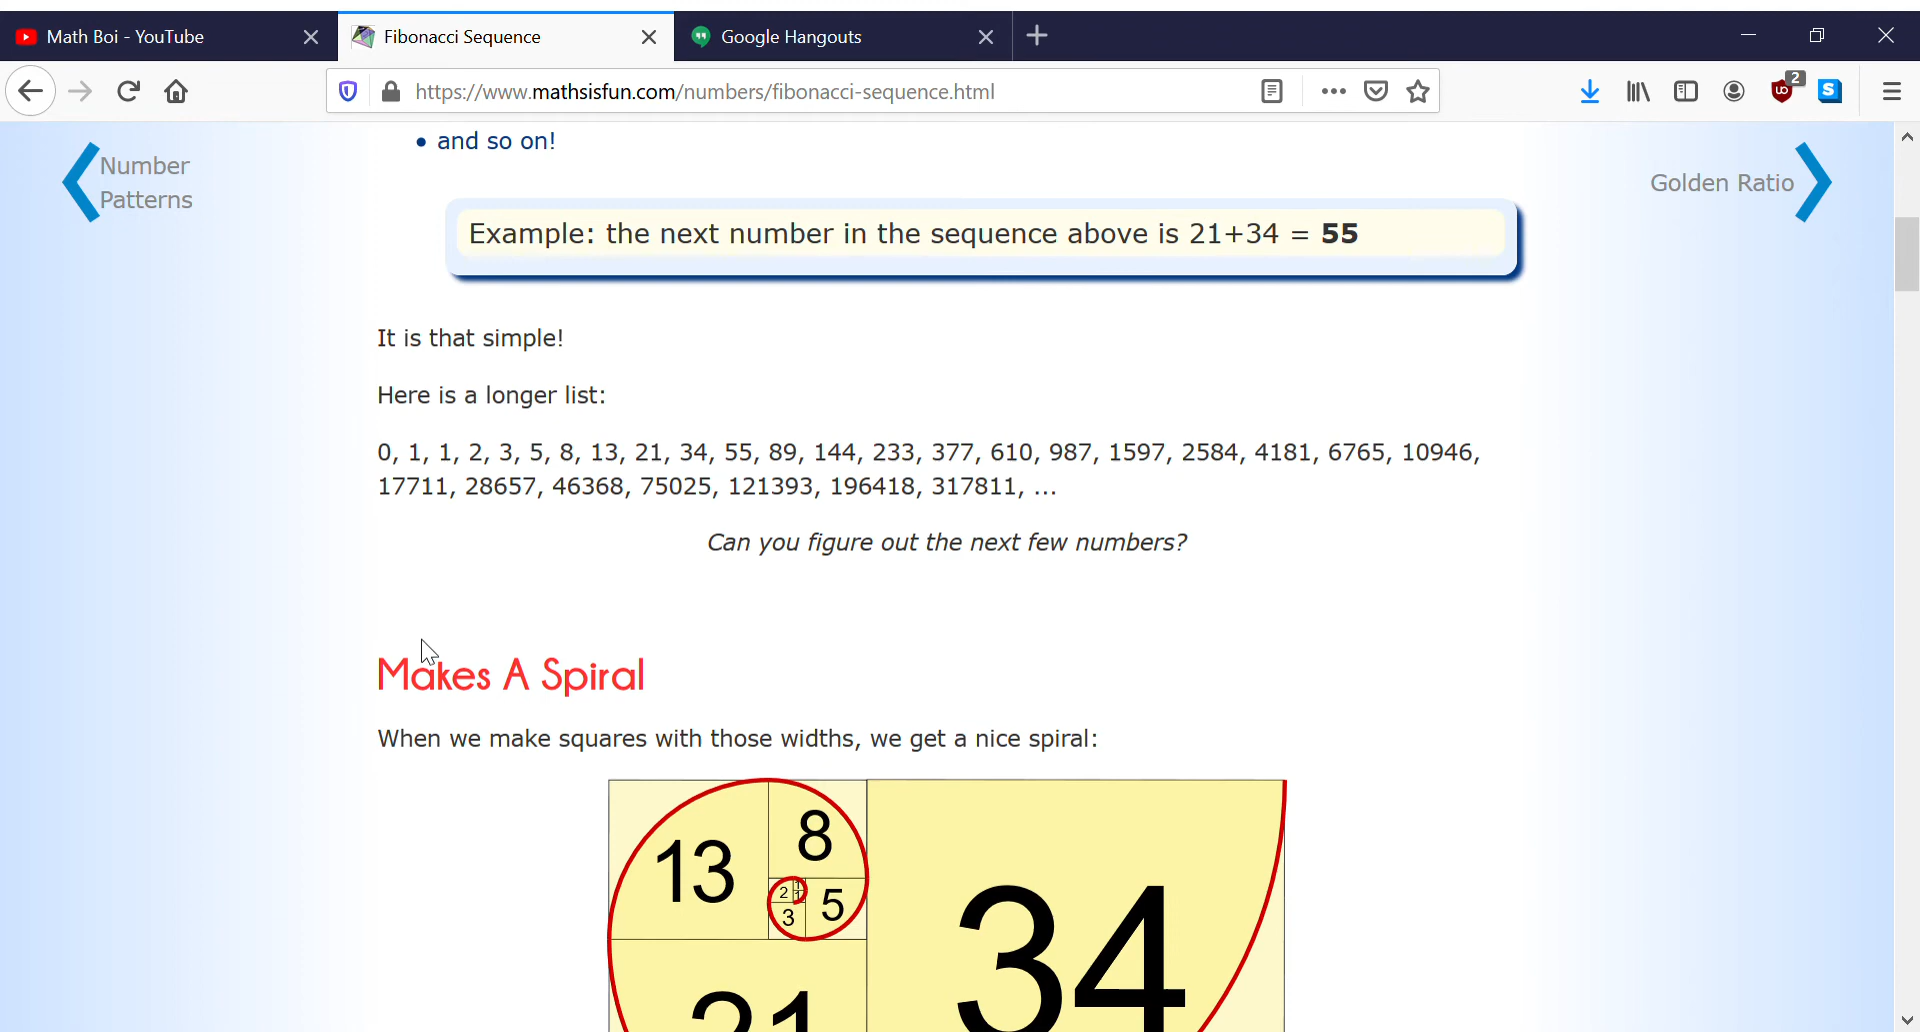 Math Boi - YouTube
Fibonacci Sequence
Google Hangouts
https://www.mathsisfun.com/numbers/fibonacci-sequence.html
2
S
• and so on!
Number
Patterns
Golden Ratio
Example: the next number in the sequence above is 21+34 = 55
It is that simple!
Here is a longer list:
0, 1, 1, 2, 3, 5, 8, 13, 21, 34, 55, 89, 144, 233, 377, 610, 987, 1597, 2584, 4181, 6765, 10946,
17711, 28657, 46368, 75025, 121393, 196418, 317811, ...
Can you figure out the next few numbers?
Makes A Spiral
When we make squares with those widths, we get a nice spiral:
13
8
2
1
1
3
5
34
21